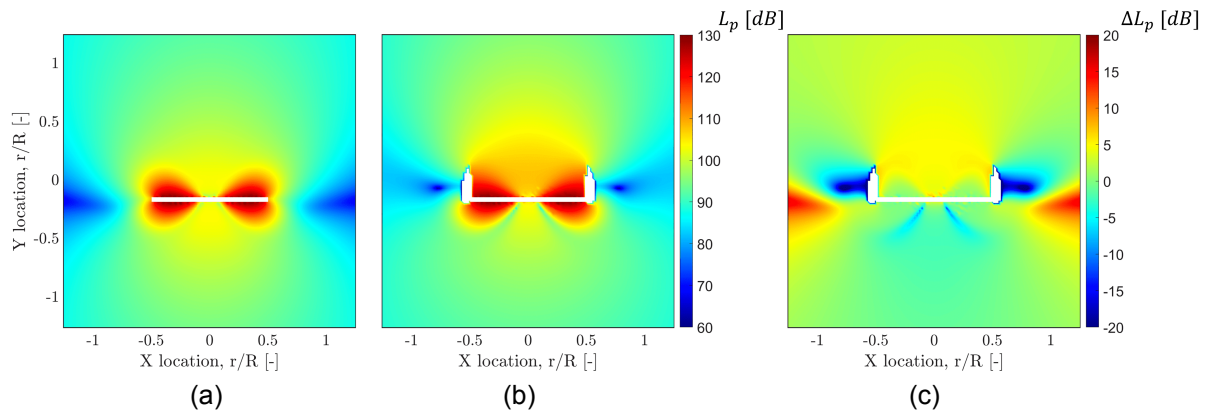 L_p [dB]
ΔL_p [dB]
130
120
110
100
90
80
70
60
20
15
10
5
0
-5
-10
-15
-20
Y location, r/R [-]
1
0.5
0
-0.5
-1
-1 -0.5 0 0.5 1
X location, r/R [-]
(a)
-1 -0.5 0 0.5 1
X location, r/R [-]
(b)
-1 -0.5 0 0.5 1
X location, r/R [-]
(c)